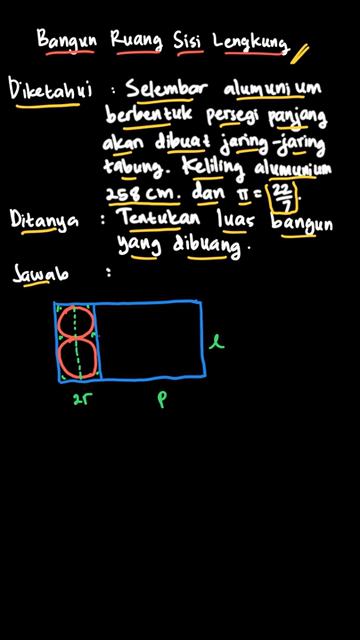 Bangun Ruang Sisi Lengkung
Diketahui : Selembar alumunium
berbentuk persegi panjang
akan dibuat jaring-jaring
tabung. Keliling alumunium
258 cm. dan π = 22/7.
Ditanya : Tentukan luas bangun
yang dibuang.
Jawab :
l
2r p